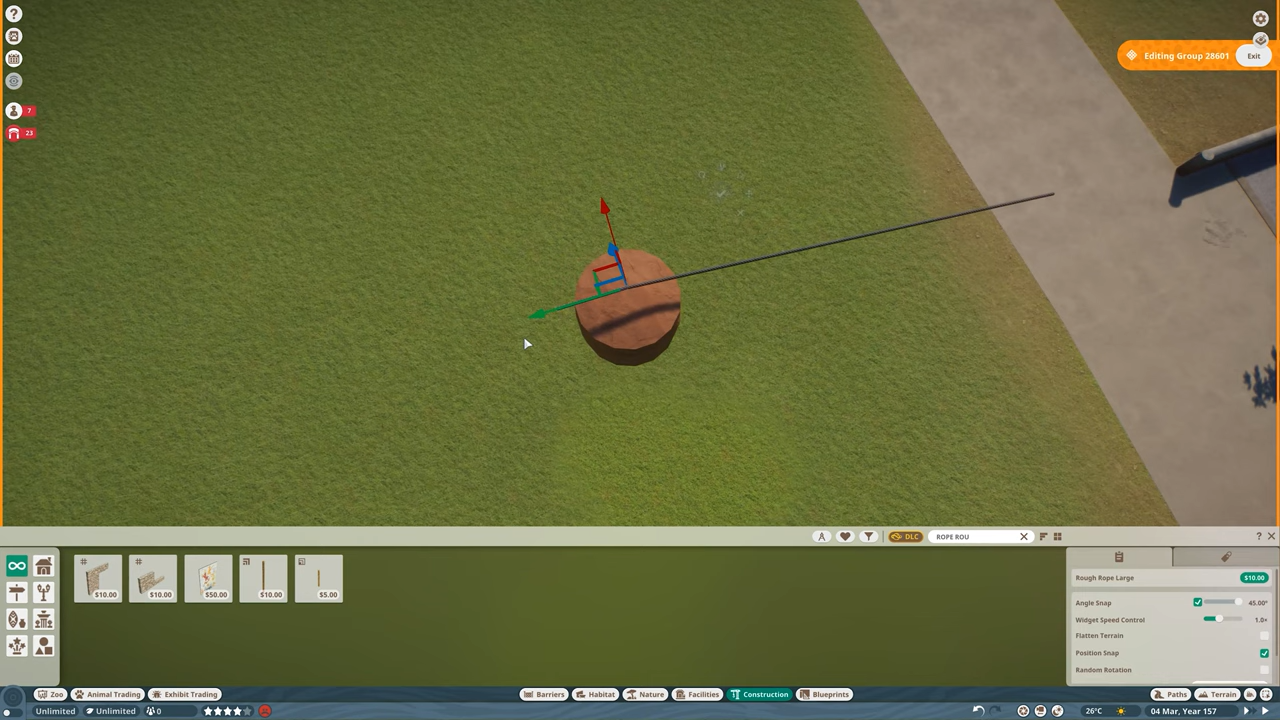 ?
Editing Group 28601 Exit
7
23
DLC ROPE ROU ?
$10.00 $10.00 $50.00 $10.00 $5.00
Rough Rope Large $10.00
Angle Snap 45.00°
Widget Speed Control 1.0×
Flatten Terrain
Position Snap
Random Rotation
Zoo Animal Trading Exhibit Trading Barriers Habitat Nature Facilities Construction Blueprints Paths Terrain
Unlimited Unlimited 0 26°C 04 Mar, Year 157